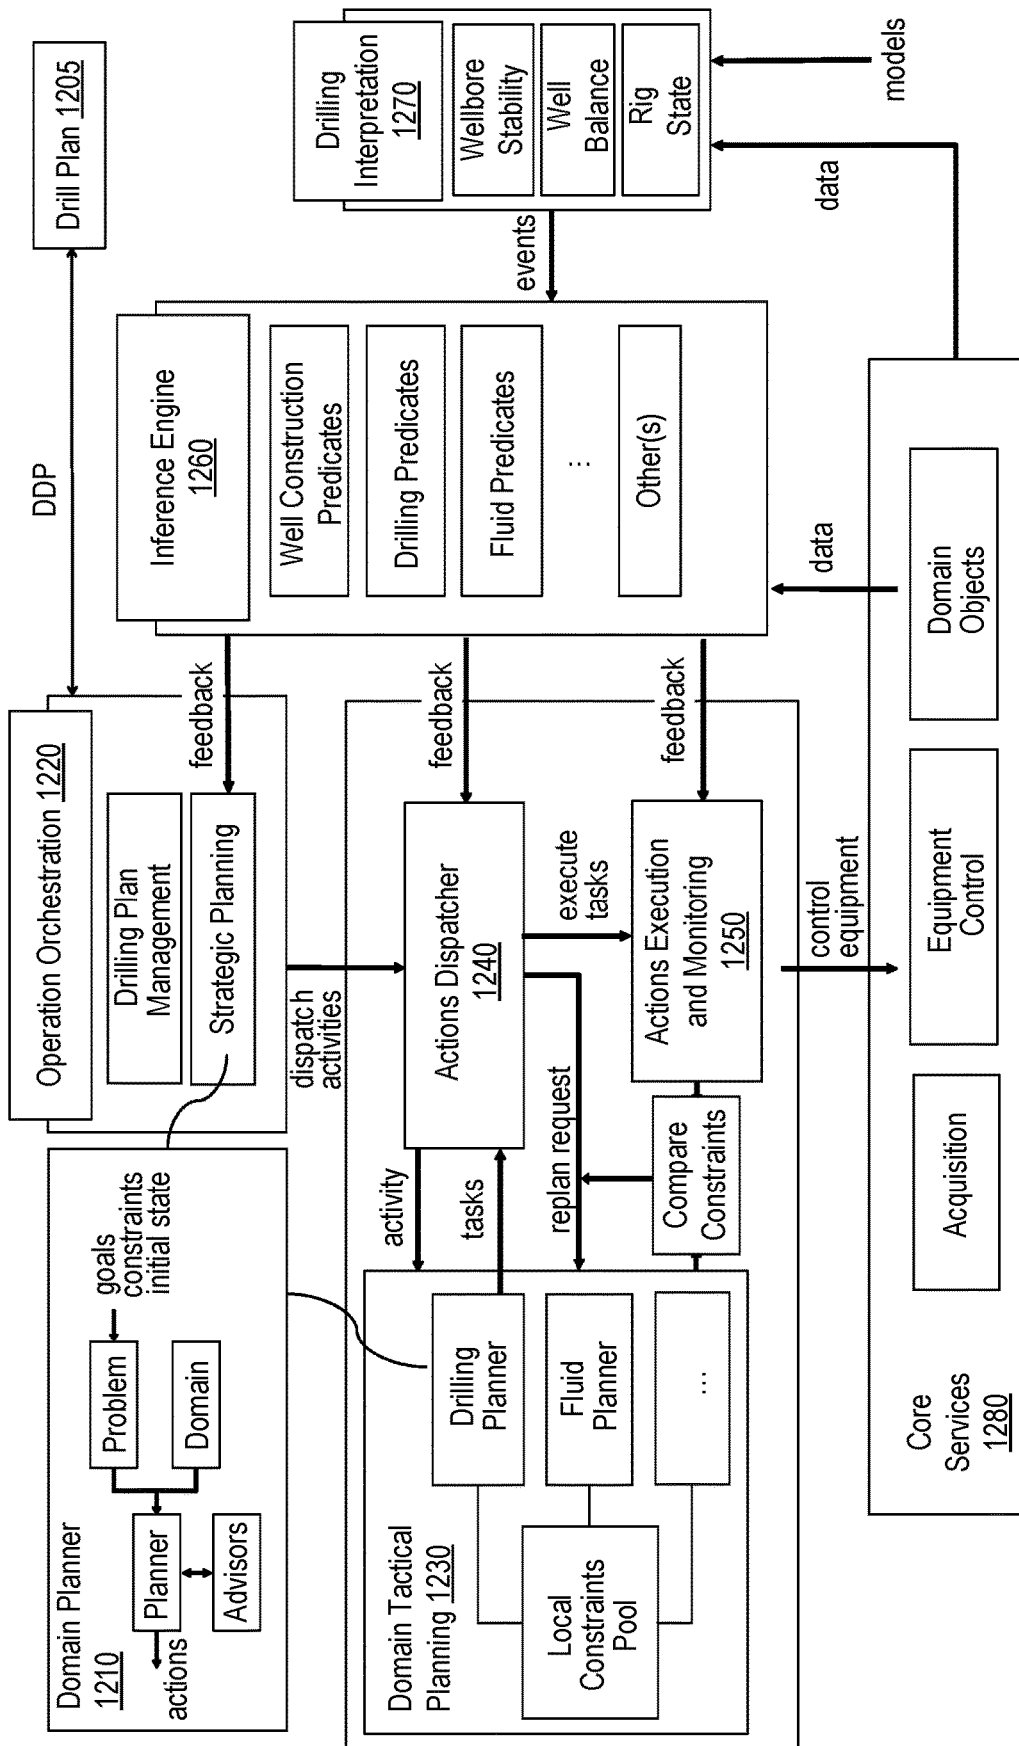 Domain Planner
1210
actions
Planner
Advisors
Problem
Domain
goals
constraints
initial state
Operation Orchestration 1220
Drilling Plan
Management
Strategic Planning
DDP
Drill Plan 1205
dispatch
activities
feedback
Inference Engine
1260
Well Construction
Predicates
Drilling Predicates
Fluid Predicates
...
Other(s)
events
Drilling
Interpretation
1270
Wellbore
Stability
Well
Balance
Rig
State
models
data
Domain Tactical
Planning 1230
Local
Constraints
Pool
Drilling
Planner
Fluid
Planner
...
activity
tasks
replan request
Compare
Constraints
Actions Dispatcher
1240
execute
tasks
Actions Execution
and Monitoring
1250
feedback
feedback
control
equipment
data
Core
Services
1280
Acquisition
Equipment
Control
Domain
Objects